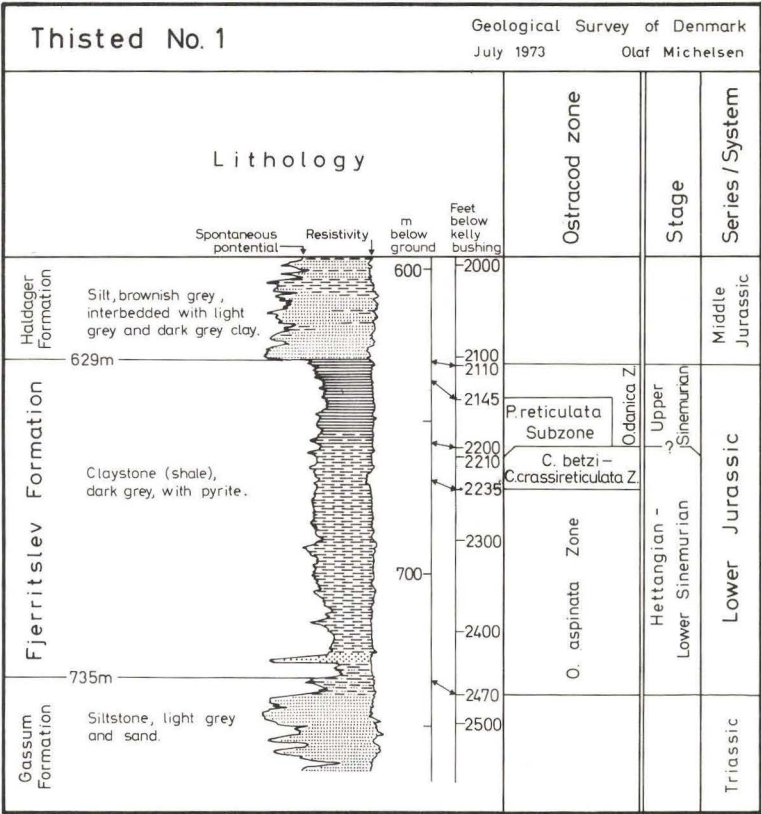 Thisted No. 1
Geological Survey of Denmark
July 1973 Olaf Michelsen
Lithology
Spontaneous
pontential
Resistivity
m
below
ground
Feet
below
kelly
bushing
Ostracod zone
Stage
Series / System
Haldager
Formation
Silt, brownish grey,
interbedded with light
grey and dark grey clay.
629m
Fjerritslev Formation
Claystone (shale),
dark grey, with pyrite.
735m
Gassum
Formation
Siltstone, light grey
and sand.
600
700
2000
2100
2110
2145
2200
2210
2235
2300
2400
2470
2500
O.danica Z.
P.reticulata
Subzone
C. betzi –
C.crassireticulata Z.
O. aspinata Zone
Upper
Sinemurian
?
Hettangian –
Lower Sinemurian
Middle
Jurassic
Lower Jurassic
Triassic